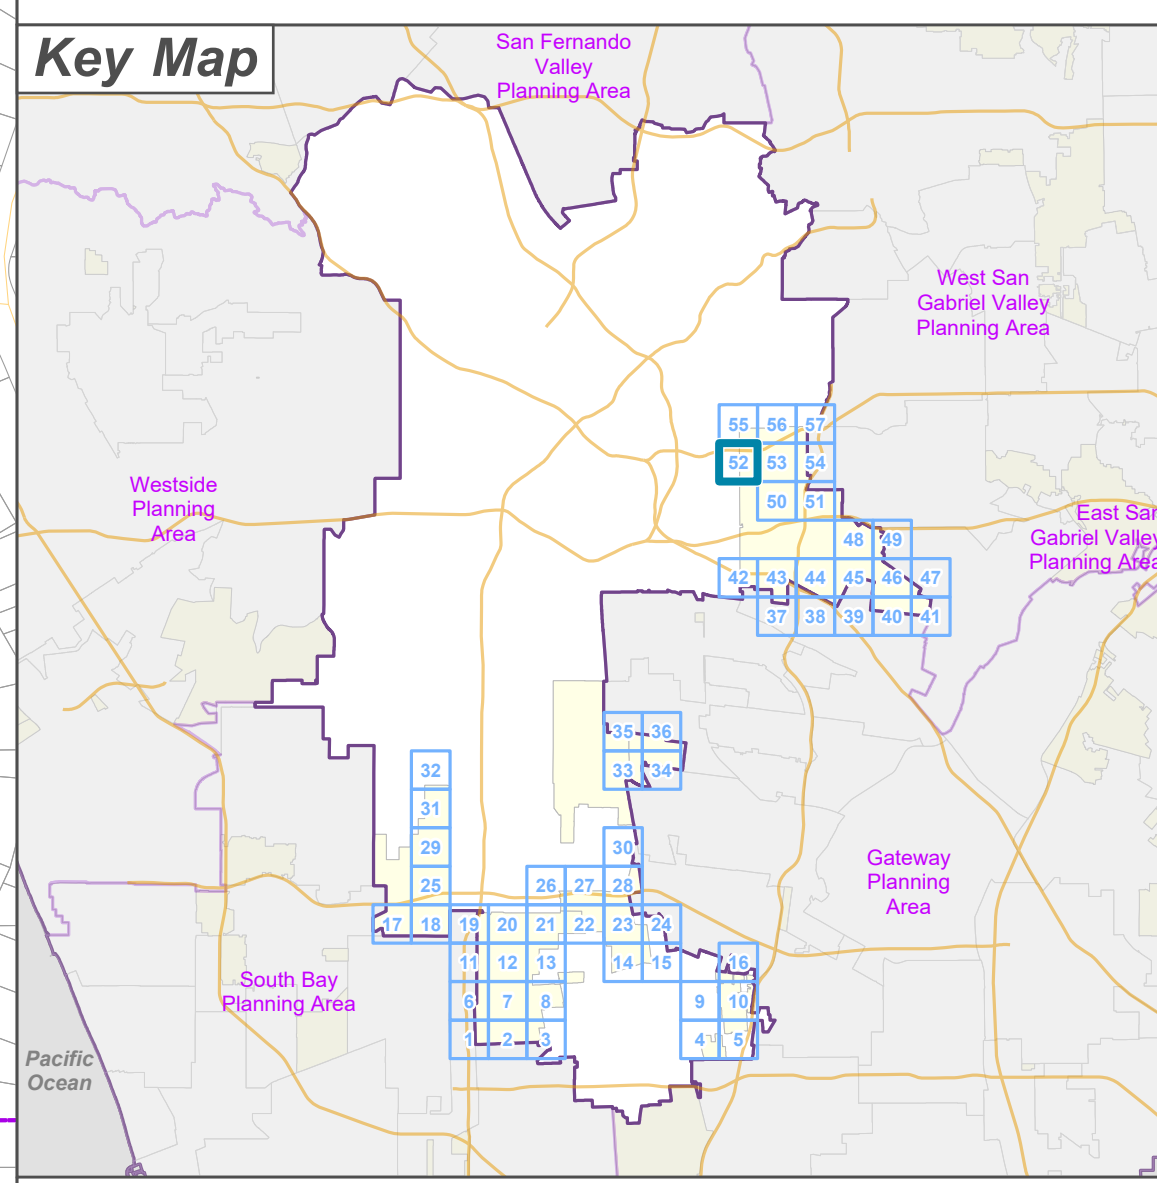 Key Map
San Fernando
Valley
Planning Area
West San
Gabriel Valley
Planning Area
55 56 57
52 53 54
Westside
Planning
Area
50 51
East San
Gabriel Valley
Planning Area
48 49
42 43 44 45 46 47
37 38 39 40 41
35 36
33 34
32
31
29
30
25
26 27 28
Gateway
Planning
Area
17 18 19 20 21 22 23 24
11 12 13 14 15 16
South Bay
Planning Area
6 7 8 9 10
1 2 3 4 5
Pacific
Ocean